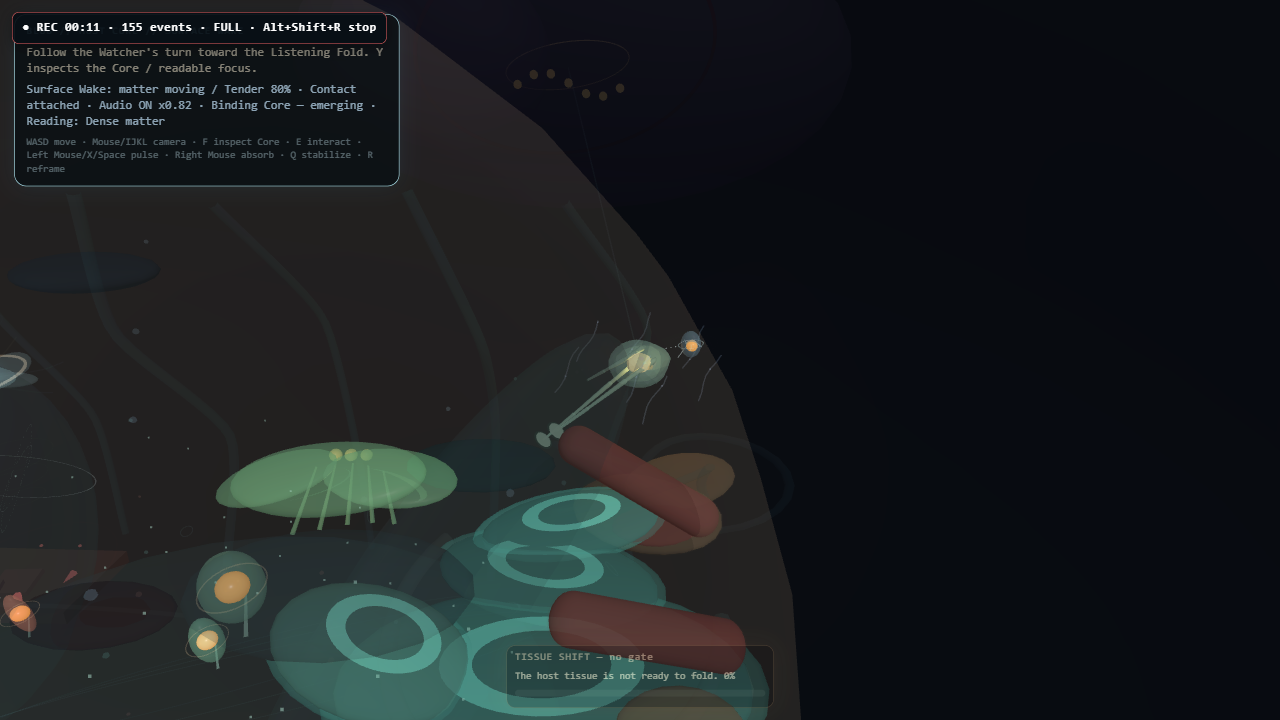 ● REC 00:11 · 155 events · FULL · Alt+Shift+R stop
Follow the Watcher's turn toward the Listening Fold. Y
inspects the Core / readable focus.
Surface Wake: matter moving / Tender 80% · Contact
attached · Audio ON x0.82 · Binding Core — emerging ·
Reading: Dense matter
WASD move · Mouse/IJKL camera · F inspect Core · E interact ·
Left Mouse/X/Space pulse · Right Mouse absorb · Q stabilize · R
reframe
TISSUE SHIFT — no gate
The host tissue is not ready to fold. 0%